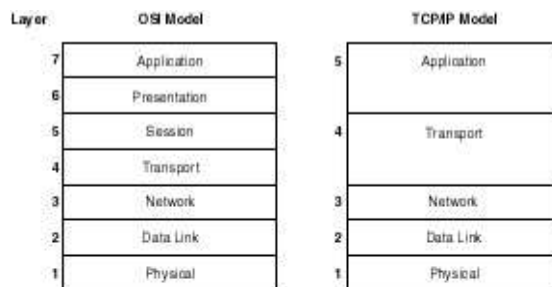 Layer OSI Model TCP/IP Model
7 Application 5 Application
6 Presentation
5 Session 4 Transport
4 Transport
3 Network 3 Network
2 Data Link 2 Data Link
1 Physical 1 Physical